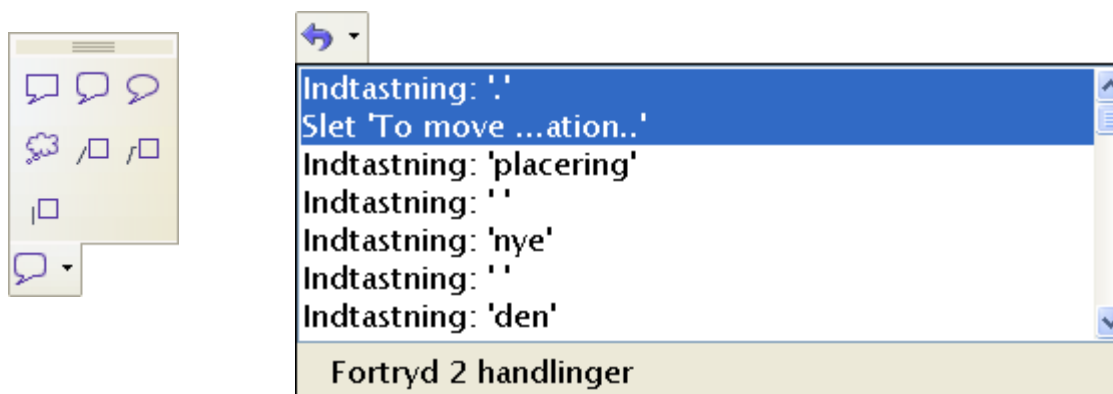 Indtastning: '.'
Slet 'To move ...ation..'
Indtastning: 'placering'
Indtastning: ' '
Indtastning: 'nye'
Indtastning: ' '
Indtastning: 'den'
Fortryd 2 handlinger